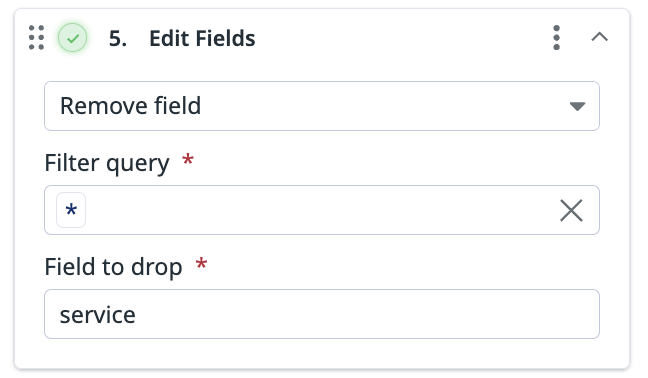 5. Edit Fields
Remove field
Filter query *
*
Field to drop *
service